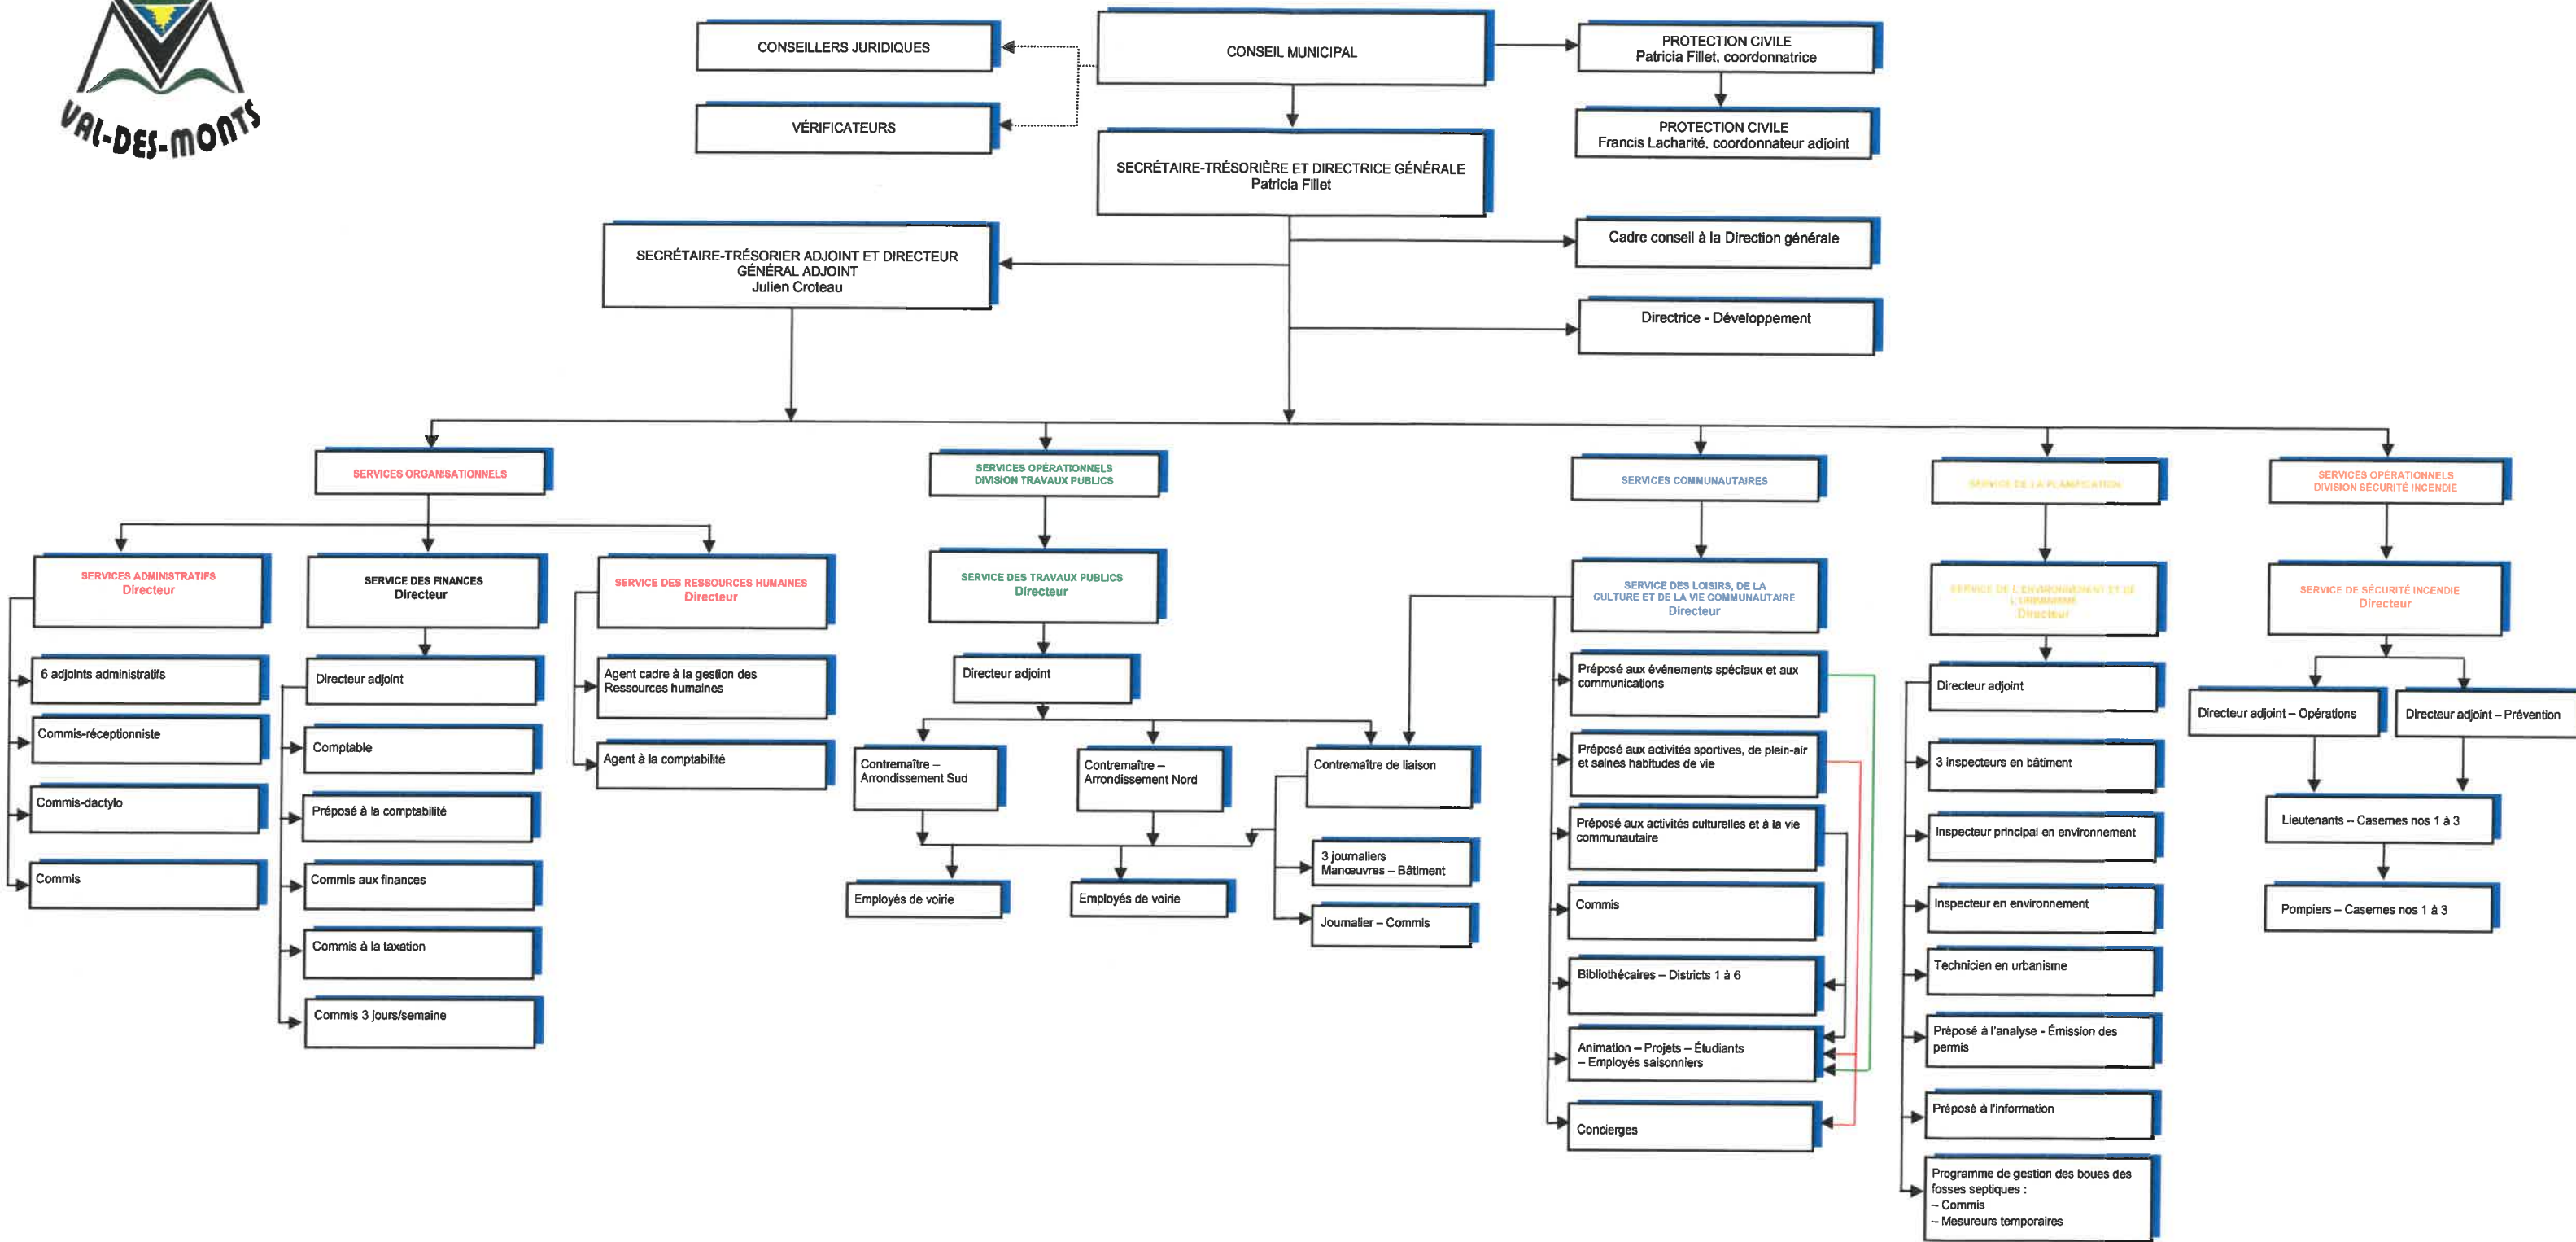 VAL-DES-MONTS
CONSEILLERS JURIDIQUES
CONSEIL MUNICIPAL
PROTECTION CIVILE
Patricia Fillet, coordonnatrice
VÉRIFICATEURS
PROTECTION CIVILE
Francis Lacharité, coordonnateur adjoint
SECRÉTAIRE-TRÉSORIÈRE ET DIRECTRICE GÉNÉRALE
Patricia Fillet
SECRÉTAIRE-TRÉSORIER ADJOINT ET DIRECTEUR
GÉNÉRAL ADJOINT
Julien Croteau
Cadre conseil à la Direction générale
Directrice - Développement
SERVICES ORGANISATIONNELS
SERVICES ADMINISTRATIFS
Directeur
6 adjoints administratifs
Commis-réceptionniste
Commis-dactylo
Commis
SERVICE DES FINANCES
Directeur
Directeur adjoint
Comptable
Préposé à la comptabilité
Commis aux finances
Commis à la taxation
Commis 3 jours/semaine
SERVICE DES RESSOURCES HUMAINES
Directeur
Agent cadre à la gestion des
Ressources humaines
Agent à la comptabilité
SERVICES OPÉRATIONNELS
DIVISION TRAVAUX PUBLICS
SERVICE DES TRAVAUX PUBLICS
Directeur
Directeur adjoint
Contremaître –
Arrondissement Sud
Contremaître –
Arrondissement Nord
Contremaître de liaison
Employés de voirie
Employés de voirie
3 journaliers
Manœuvres – Bâtiment
Journalier – Commis
SERVICES COMMUNAUTAIRES
SERVICE DES LOISIRS, DE LA
CULTURE ET DE LA VIE COMMUNAUTAIRE
Directeur
Préposé aux événements spéciaux et aux
communications
Préposé aux activités sportives, de plein-air
et saines habitudes de vie
Préposé aux activités culturelles et à la vie
communautaire
Commis
Bibliothécaires – Districts 1 à 6
Animation – Projets – Étudiants
– Employés saisonniers
Concierges
SERVICE DE LA PLANIFICATION
SERVICE DE L'ENVIRONNEMENT ET DE
L'URBANISME
Directeur
Directeur adjoint
3 inspecteurs en bâtiment
Inspecteur principal en environnement
Inspecteur en environnement
Technicien en urbanisme
Préposé à l'analyse - Émission des
permis
Préposé à l'information
Programme de gestion des boues des
fosses septiques :
– Commis
– Mesureurs temporaires
SERVICES OPÉRATIONNELS
DIVISION SÉCURITÉ INCENDIE
SERVICE DE SÉCURITÉ INCENDIE
Directeur
Directeur adjoint – Opérations
Directeur adjoint – Prévention
Lieutenants – Casernes nos 1 à 3
Pompiers – Casernes nos 1 à 3